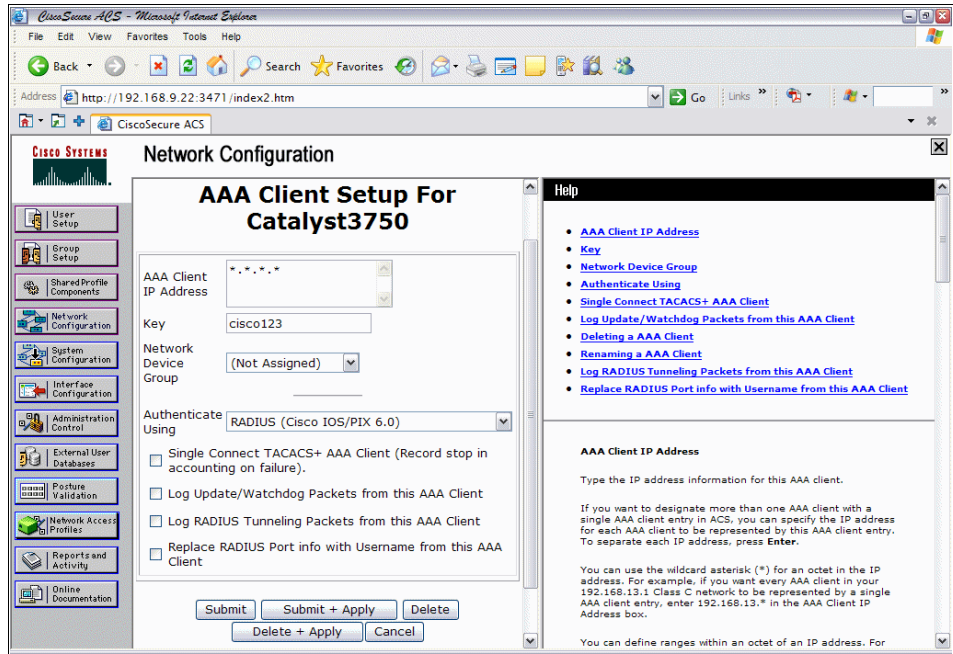 CiscoSecure ACS - Microsoft Internet Explorer
File Edit View Favorites Tools Help
Back Search Favorites
Address http://192.168.9.22:3471/index2.htm Go Links »
CiscoSecure ACS
CISCO SYSTEMS
Network Configuration
User
Setup
Group
Setup
Shared Profile
Components
Network
Configuration
System
Configuration
Interface
Configuration
Administration
Control
External User
Databases
Posture
Validation
Network Access
Profiles
Reports and
Activity
Online
Documentation
AAA Client Setup For
Catalyst3750
AAA Client
IP Address
*.*.*.*
Key
cisco123
Network
Device
Group
(Not Assigned)
Authenticate
Using
RADIUS (Cisco IOS/PIX 6.0)
Single Connect TACACS+ AAA Client (Record stop in
accounting on failure).
Log Update/Watchdog Packets from this AAA Client
Log RADIUS Tunneling Packets from this AAA Client
Replace RADIUS Port info with Username from this AAA
Client
Submit Submit + Apply Delete
Delete + Apply Cancel
Help
AAA Client IP Address
Key
Network Device Group
Authenticate Using
Single Connect TACACS+ AAA Client
Log Update/Watchdog Packets from this AAA Client
Deleting a AAA Client
Renaming a AAA Client
Log RADIUS Tunneling Packets from this AAA Client
Replace RADIUS Port info with Username from this AAA Client
AAA Client IP Address
Type the IP address information for this AAA client.
If you want to designate more than one AAA client with a
single AAA client entry in ACS, you can specify the IP address
for each AAA client to be represented by this AAA client entry.
To separate each IP address, press Enter.
You can use the wildcard asterisk (*) for an octet in the IP
address. For example, if you want every AAA client in your
192.168.13.1 Class C network to be represented by a single
AAA client entry, enter 192.168.13.* in the AAA Client IP
Address box.
You can define ranges within an octet of an IP address. For